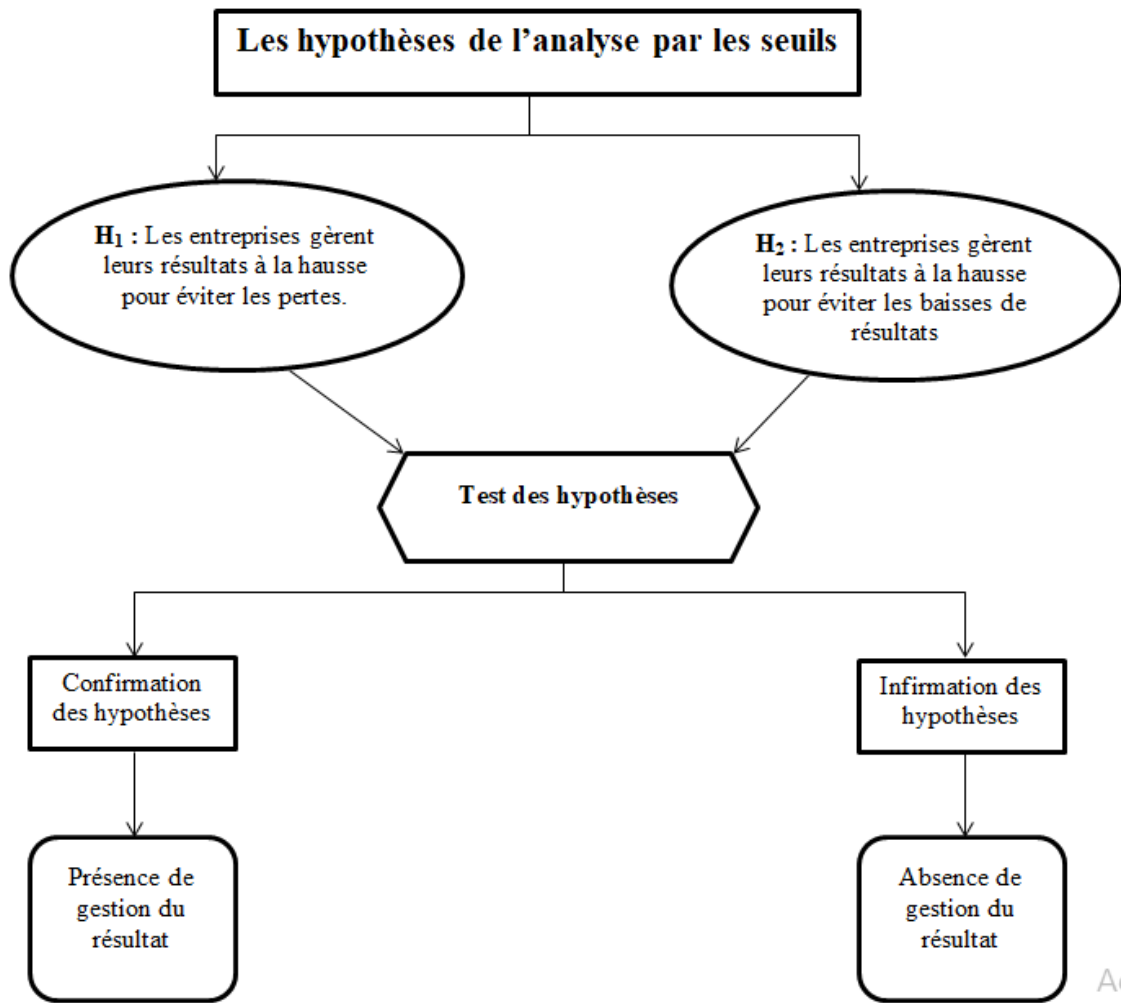 Les hypothèses de l’analyse par les seuils
H1 : Les entreprises gèrent
leurs résultats à la hausse
pour éviter les pertes.
H2 : Les entreprises gèrent
leurs résultats à la hausse
pour éviter les baisses de
résultats
Test des hypothèses
Confirmation
des hypothèses
Infirmation des
hypothèses
Présence de
gestion du
résultat
Absence de
gestion du
résultat